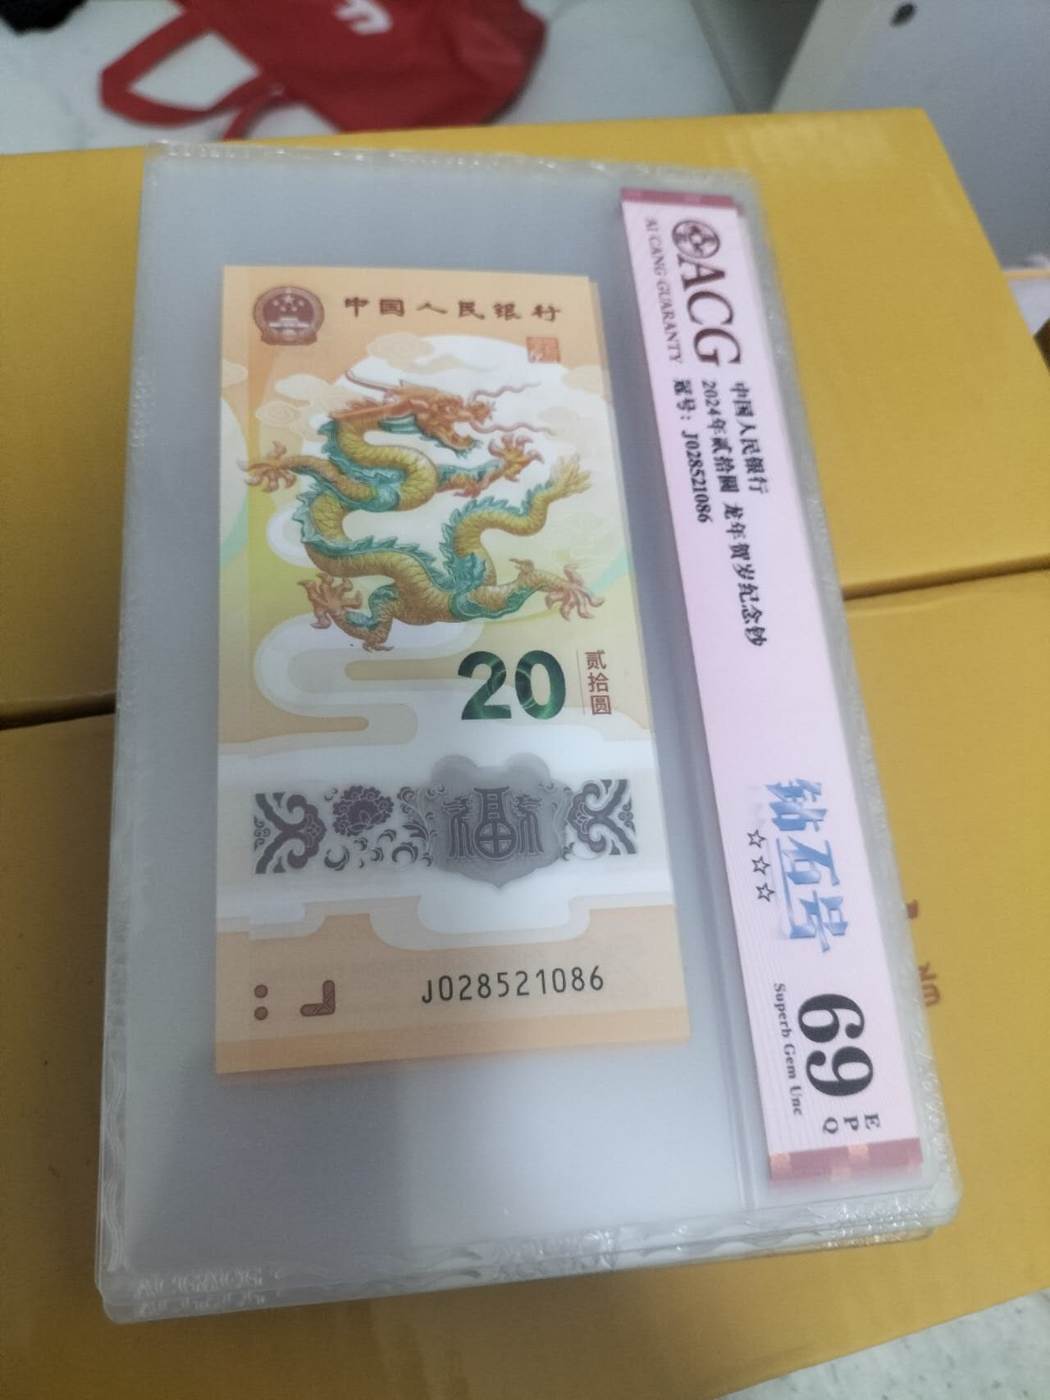 中国人民银行
20
贰拾圆
福
J028521086
ACG
AI CANG GUARANTY
中国人民银行
2024年贰拾圆 龙年贺岁纪念钞
冠号：J028521086
钻石号
☆☆☆
69
EPQ
Superb Gem Unc